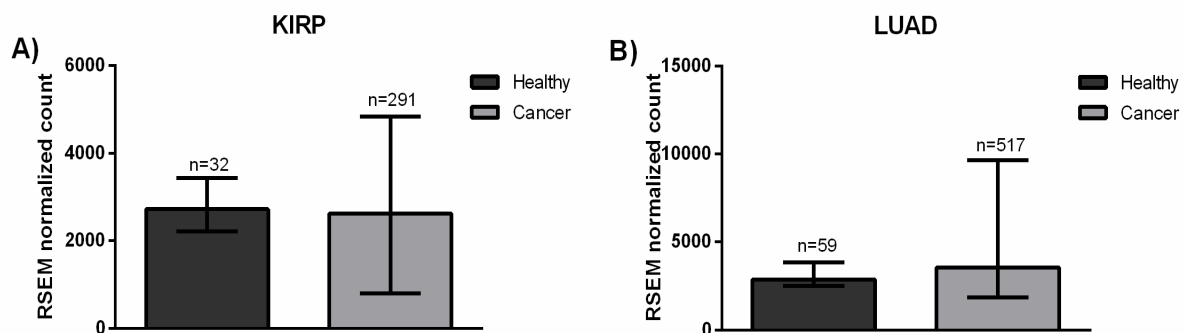 KIRP
A)
RSEM normalized count
6000
4000
2000
0
n=32
n=291
Healthy
Cancer
LUAD
B)
RSEM normalized count
15000
10000
5000
0
n=59
n=517
Healthy
Cancer